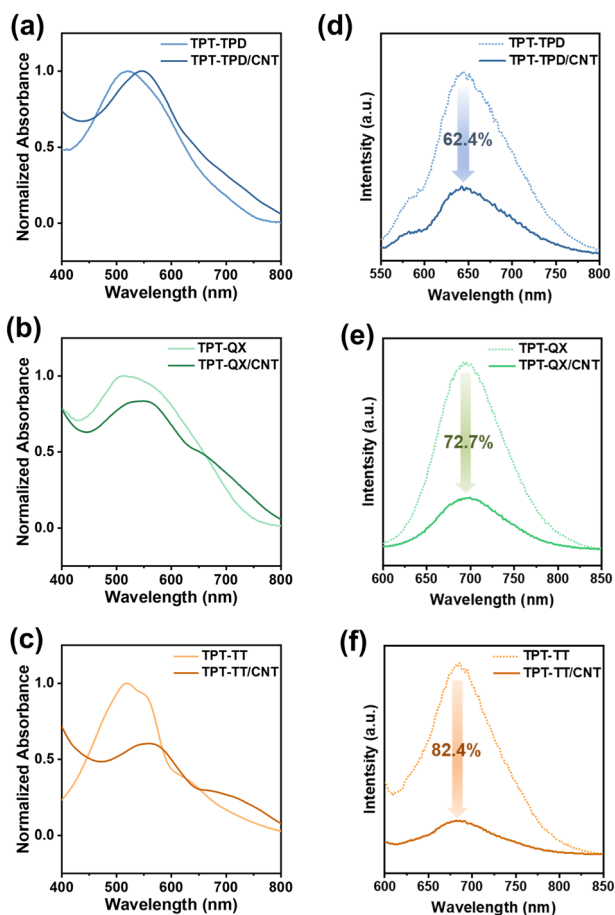 (a)
TPT-TPD
TPT-TPD/CNT
Normalized Absorbance
1.0
0.5
0.0
400 500 600 700 800
Wavelength (nm)
(d)
TPT-TPD
TPT-TPD/CNT
Intentsity (a.u.)
62.4%
550 600 650 700 750 800
Wavelength (nm)
(b)
TPT-QX
TPT-QX/CNT
Normalized Absorbance
1.0
0.5
0.0
400 500 600 700 800
Wavelength (nm)
(e)
TPT-QX
TPT-QX/CNT
Intentsity (a.u.)
72.7%
600 650 700 750 800 850
Wavelength (nm)
(c)
TPT-TT
TPT-TT/CNT
Normalized Absorbance
1.0
0.5
0.0
400 500 600 700 800
Wavelength (nm)
(f)
TPT-TT
TPT-TT/CNT
Intentsity (a.u.)
82.4%
600 650 700 750 800 850
Wavelength (nm)